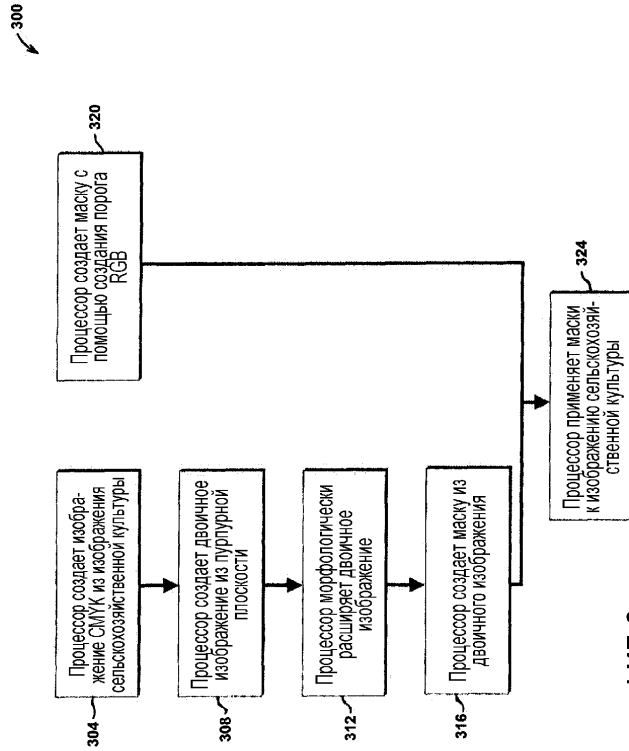 300
304
Процессор создает изобра-
жение CMYK из изображения
сельскохозяйственной культуры
308
Процессор создает двоичное
изображение из пурпурной
плоскости
312
Процессор морфологически
расширяет двоичное
изображение
316
Процессор создает маску из
двоичного изображения
320
Процессор создает маску с
помощью создания порога
RGB
324
Процессор применяет маски
к изображению сельскохозяй-
ственной культуры